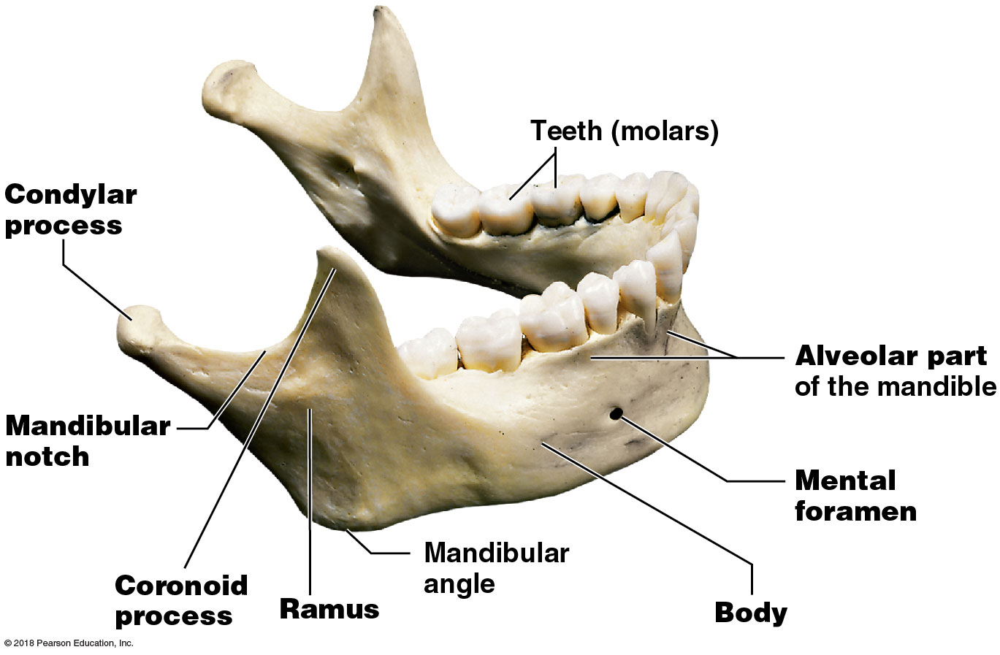 Teeth (molars)
Condylar
process
Alveolar part
of the mandible
Mandibular
notch
Mental
foramen
Mandibular
angle
Coronoid
process
Ramus
Body
© 2018 Pearson Education, Inc.